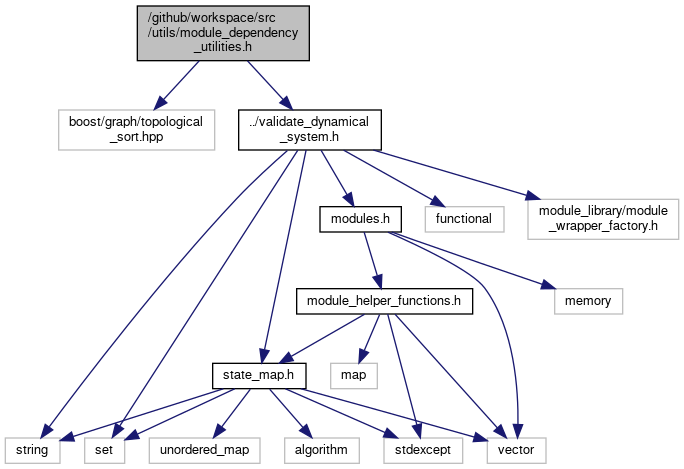 /github/workspace/src
/utils/module_dependency
_utilities.h
boost/graph/topological
_sort.hpp
../validate_dynamical
_system.h
modules.h
functional
module_library/module
_wrapper_factory.h
module_helper_functions.h
memory
state_map.h
map
string
set
unordered_map
algorithm
stdexcept
vector